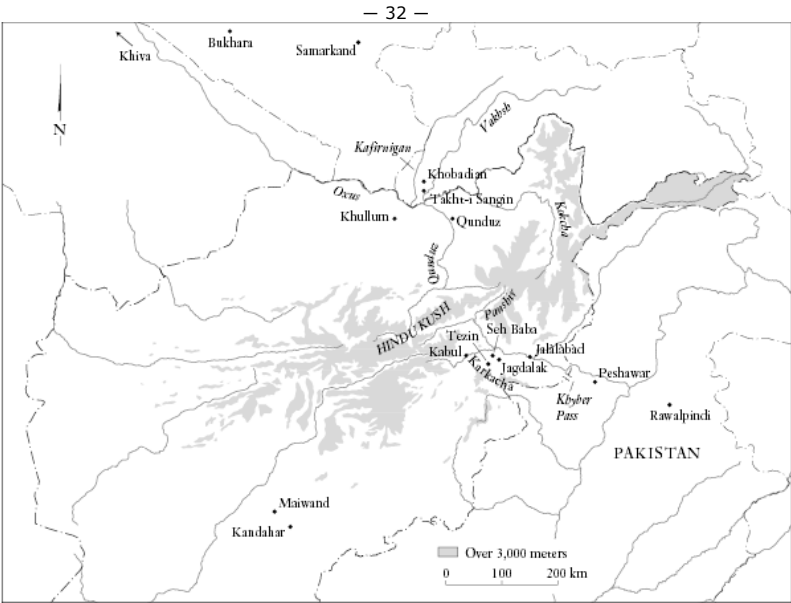 — 32 —
Khiva
Bukhara
Samarkand
N
Vakhsh
Kafirnigan
Khobadian
Takht-i Sangin
Oxus
Khullum
Qunduz
Kokcha
Qunduz
HINDU KUSH
Panshir
Seh Baba
Tezin
Kabul
Jalalabad
Jagdalak
Karkacha
Peshawar
Khyber
Pass
Rawalpindi
PAKISTAN
Maiwand
Kandahar
Over 3,000 meters
0 100 200 km